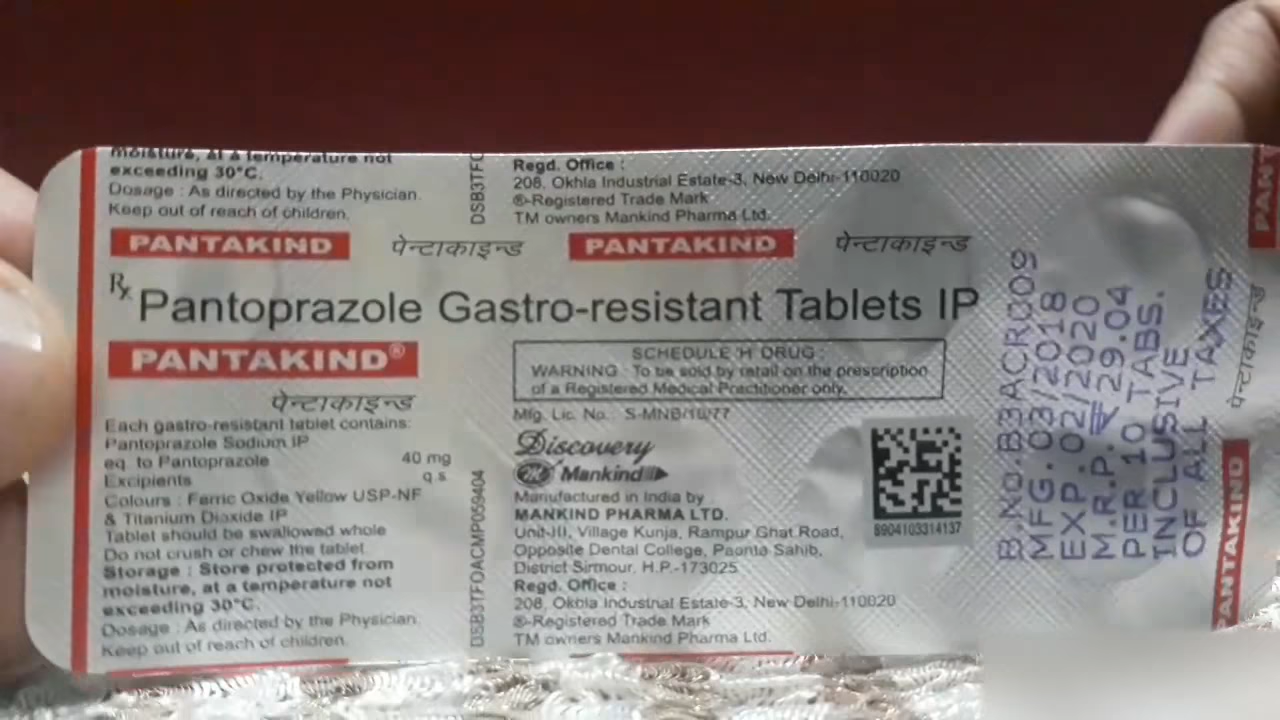 moisture, at a temperature not
exceeding 30°C.
Dosage : As directed by the Physician.
Keep out of reach of children.
DSB3TFO
Regd. Office :
208, Okhla Industrial Estate-3, New Delhi-110020
®-Registered Trade Mark
TM owners Mankind Pharma Ltd.
PANTAKIND पेन्टाकाइन्ड PANTAKIND पेन्टाकाइन्ड
Rx Pantoprazole Gastro-resistant Tablets IP
PANTAKIND®
पेन्टाकाइन्ड
Each gastro-resistant tablet contains:
Pantoprazole Sodium IP
eq. to Pantoprazole 40 mg
Excipients q.s.
Colours : Ferric Oxide Yellow USP-NF
& Titanium Dioxide IP
Tablet should be swallowed whole
Do not crush or chew the tablet
Storage : Store protected from
moisture, at a temperature not
exceeding 30°C.
Dosage : As directed by the Physician.
Keep out of reach of children.
DSB3TFOACMP059404
SCHEDULE 'H' DRUG :
WARNING : To be sold by retail on the prescription
of a Registered Medical Practitioner only.
Mfg. Lic. No. : S-MNB/10/77
Discovery
Mankind
Manufactured in India by
MANKIND PHARMA LTD.
Unit-III, Village Kunja, Rampur Ghat Road,
Opposite Dental College, Paonta Sahib,
District Sirmour, H.P.-173025
Regd. Office :
208, Okhla Industrial Estate-3, New Delhi-110020
®-Registered Trade Mark
TM owners Mankind Pharma Ltd.
8904103314137
B.No.B3ACR009
MFG. 03/2018
EXP. 02/2020
M.R.P. ₹ 29.04
PER 10 TABS.
INCLUSIVE
OF ALL TAXES
PANT
पेन्टाकाइन्ड
PANTAKIND